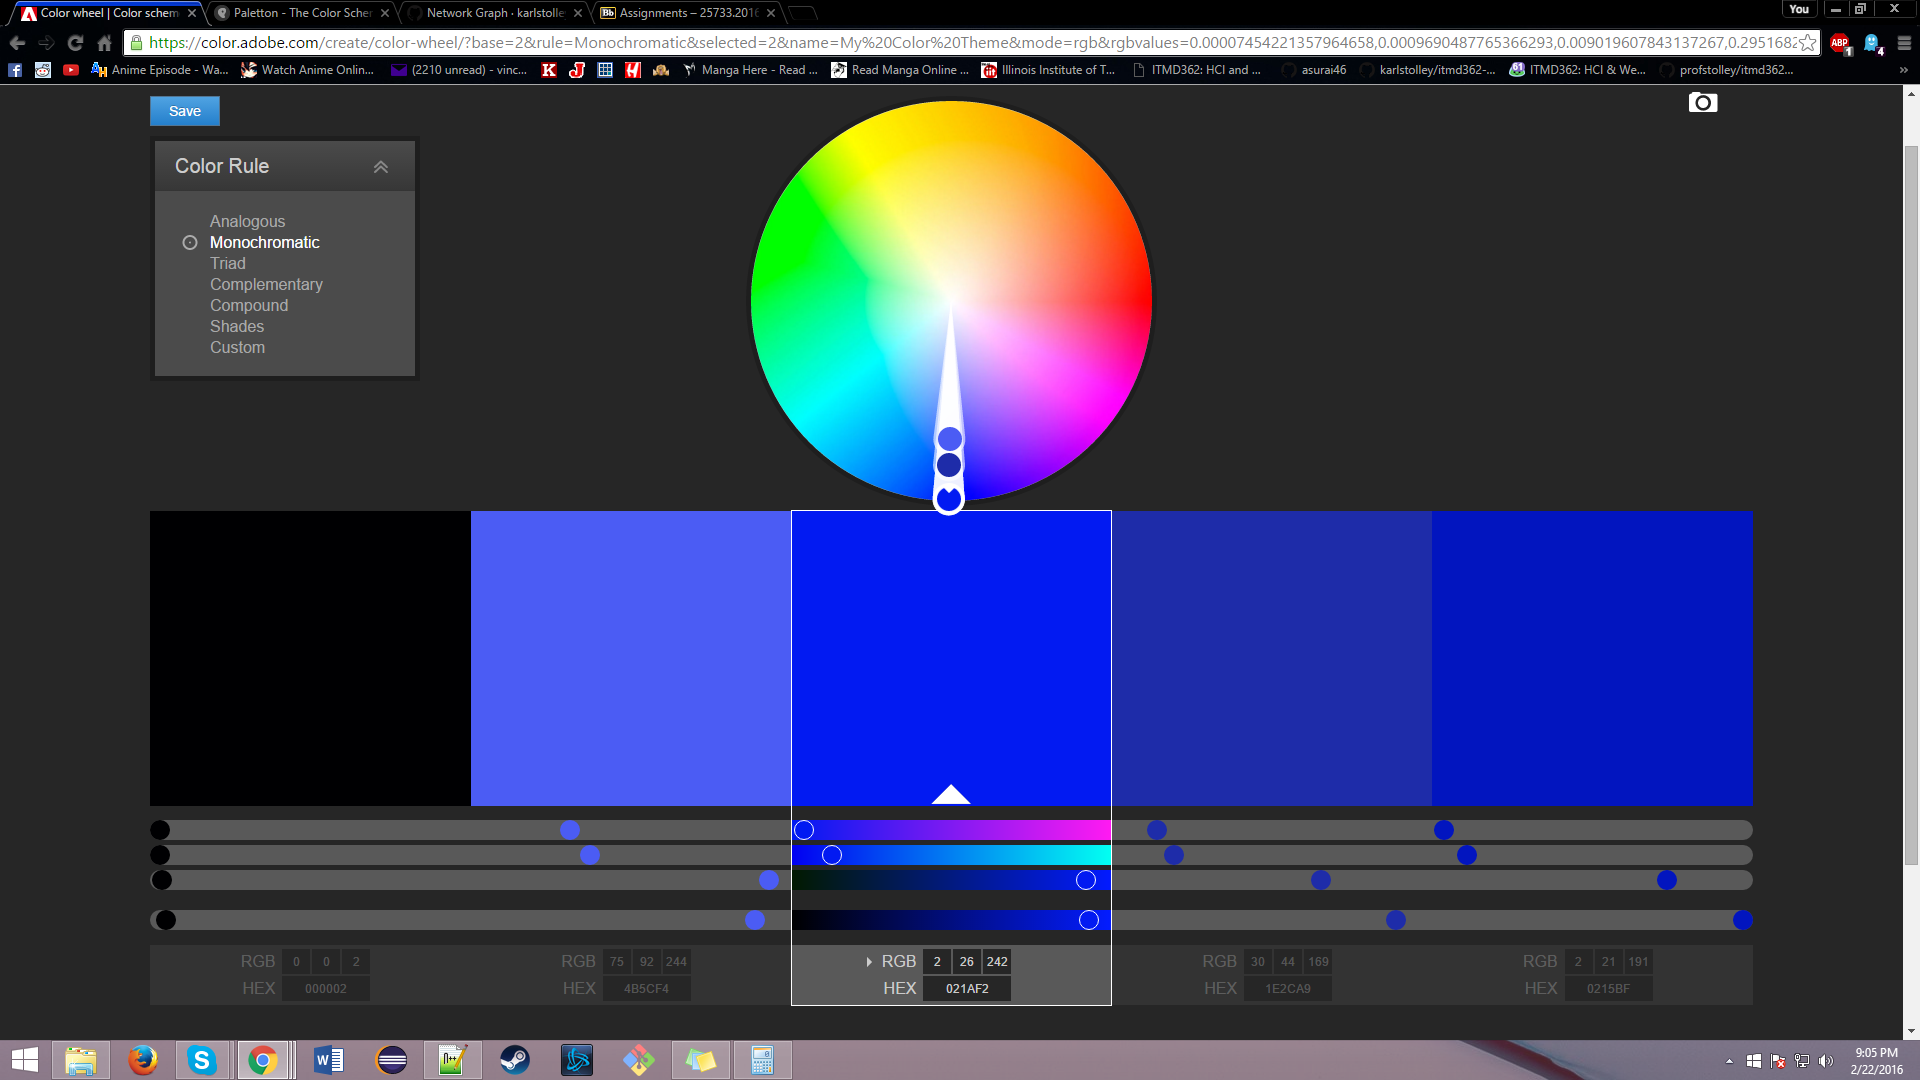 Color wheel | Color schem
Paletton - The Color Scher
Network Graph · karlstolle
Bb Assignments – 25733.201
You
https://color.adobe.com/create/color-wheel/?base=2&rule=Monochromatic&selected=2&name=My%20Color%20Theme&mode=rgb&rgbvalues=0.00007454221357964658,0.0009690487765366293,0.009019607843137267,0.2951682
ABP 1
4
Anime Episode - Wa...
Watch Anime Onlin...
(2210 unread) - vinc...
Manga Here - Read ...
Read Manga Online ...
Illinois Institute of T...
ITMD362: HCI and ...
asurai46
karlstolley/itmd362-...
ITMD362: HCI & We...
profstolley/itmd362...
»
Save
Color Rule
Analogous
Monochromatic
Triad
Complementary
Compound
Shades
Custom
RGB 0 0 2
HEX 000002
RGB 75 92 244
HEX 4B5CF4
RGB 2 26 242
HEX 021AF2
RGB 30 44 169
HEX 1E2CA9
RGB 2 21 191
HEX 0215BF
9:05 PM
2/22/2016